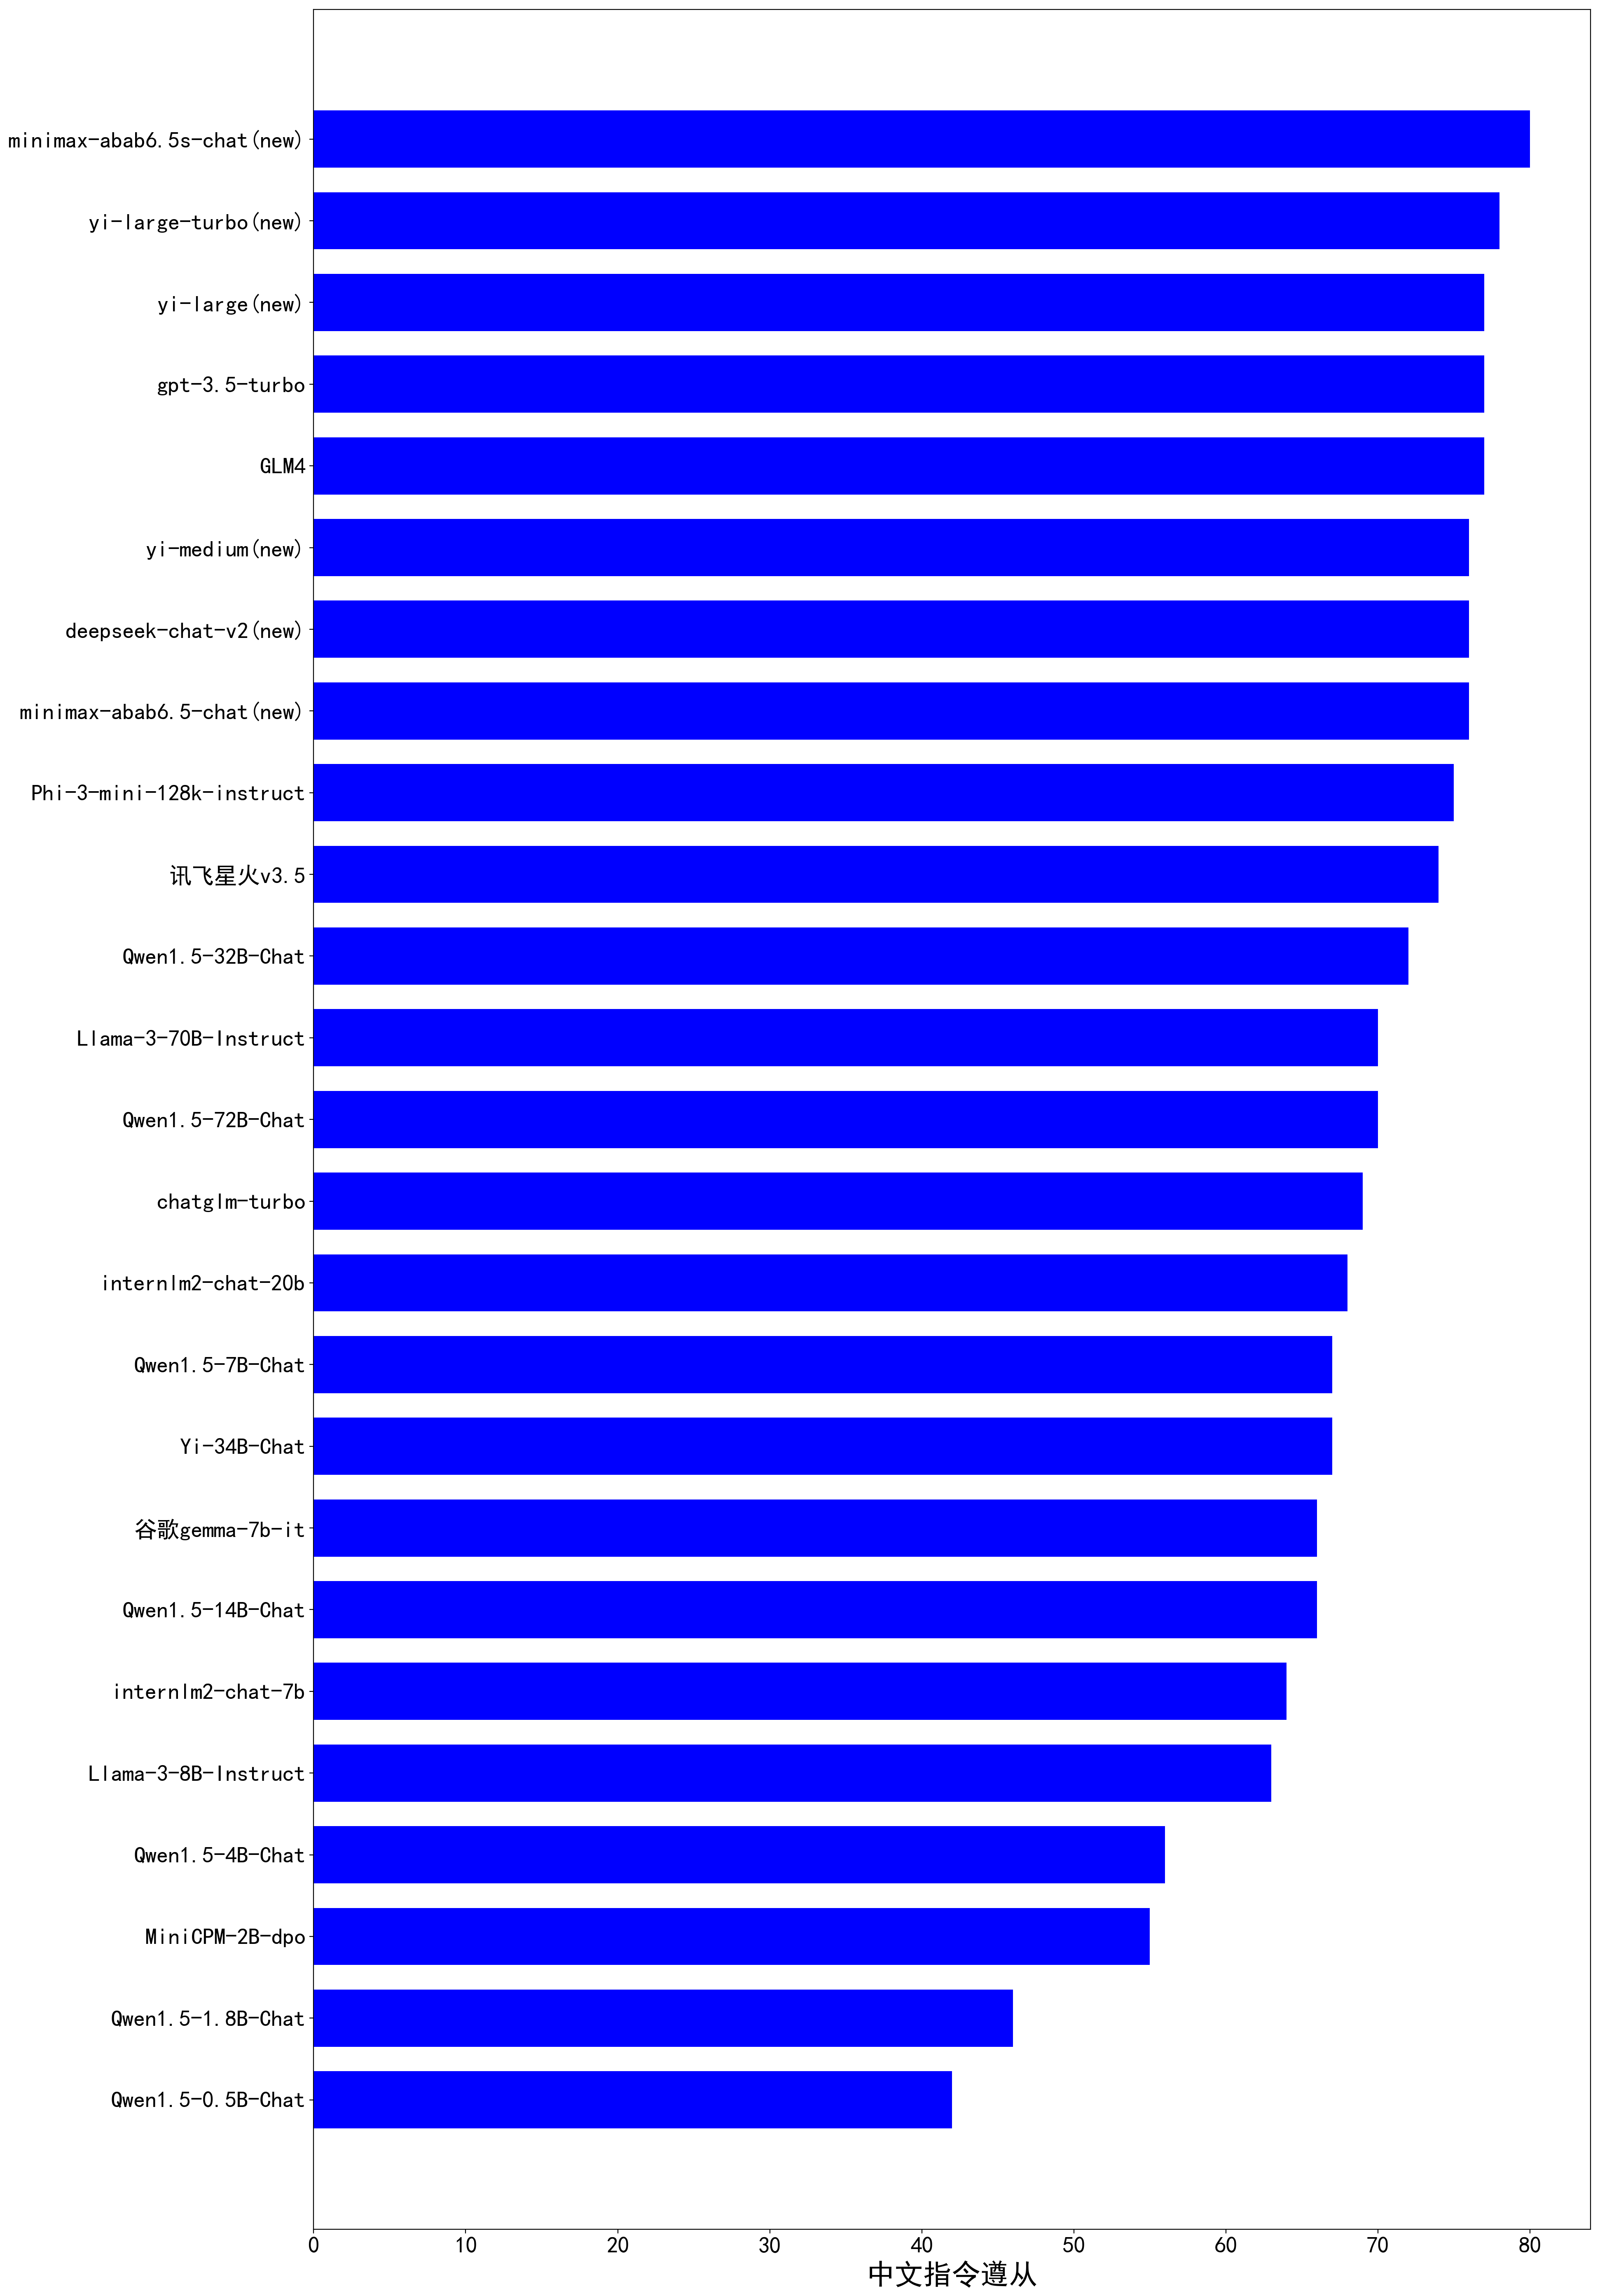 minimax-abab6.5s-chat(new)
yi-large-turbo(new)
yi-large(new)
gpt-3.5-turbo
GLM4
yi-medium(new)
deepseek-chat-v2(new)
minimax-abab6.5-chat(new)
Phi-3-mini-128k-instruct
讯飞星火v3.5
Qwen1.5-32B-Chat
Llama-3-70B-Instruct
Qwen1.5-72B-Chat
chatglm-turbo
internlm2-chat-20b
Qwen1.5-7B-Chat
Yi-34B-Chat
谷歌gemma-7b-it
Qwen1.5-14B-Chat
internlm2-chat-7b
Llama-3-8B-Instruct
Qwen1.5-4B-Chat
MiniCPM-2B-dpo
Qwen1.5-1.8B-Chat
Qwen1.5-0.5B-Chat
0 10 20 30 40 50 60 70 80
中文指令遵从